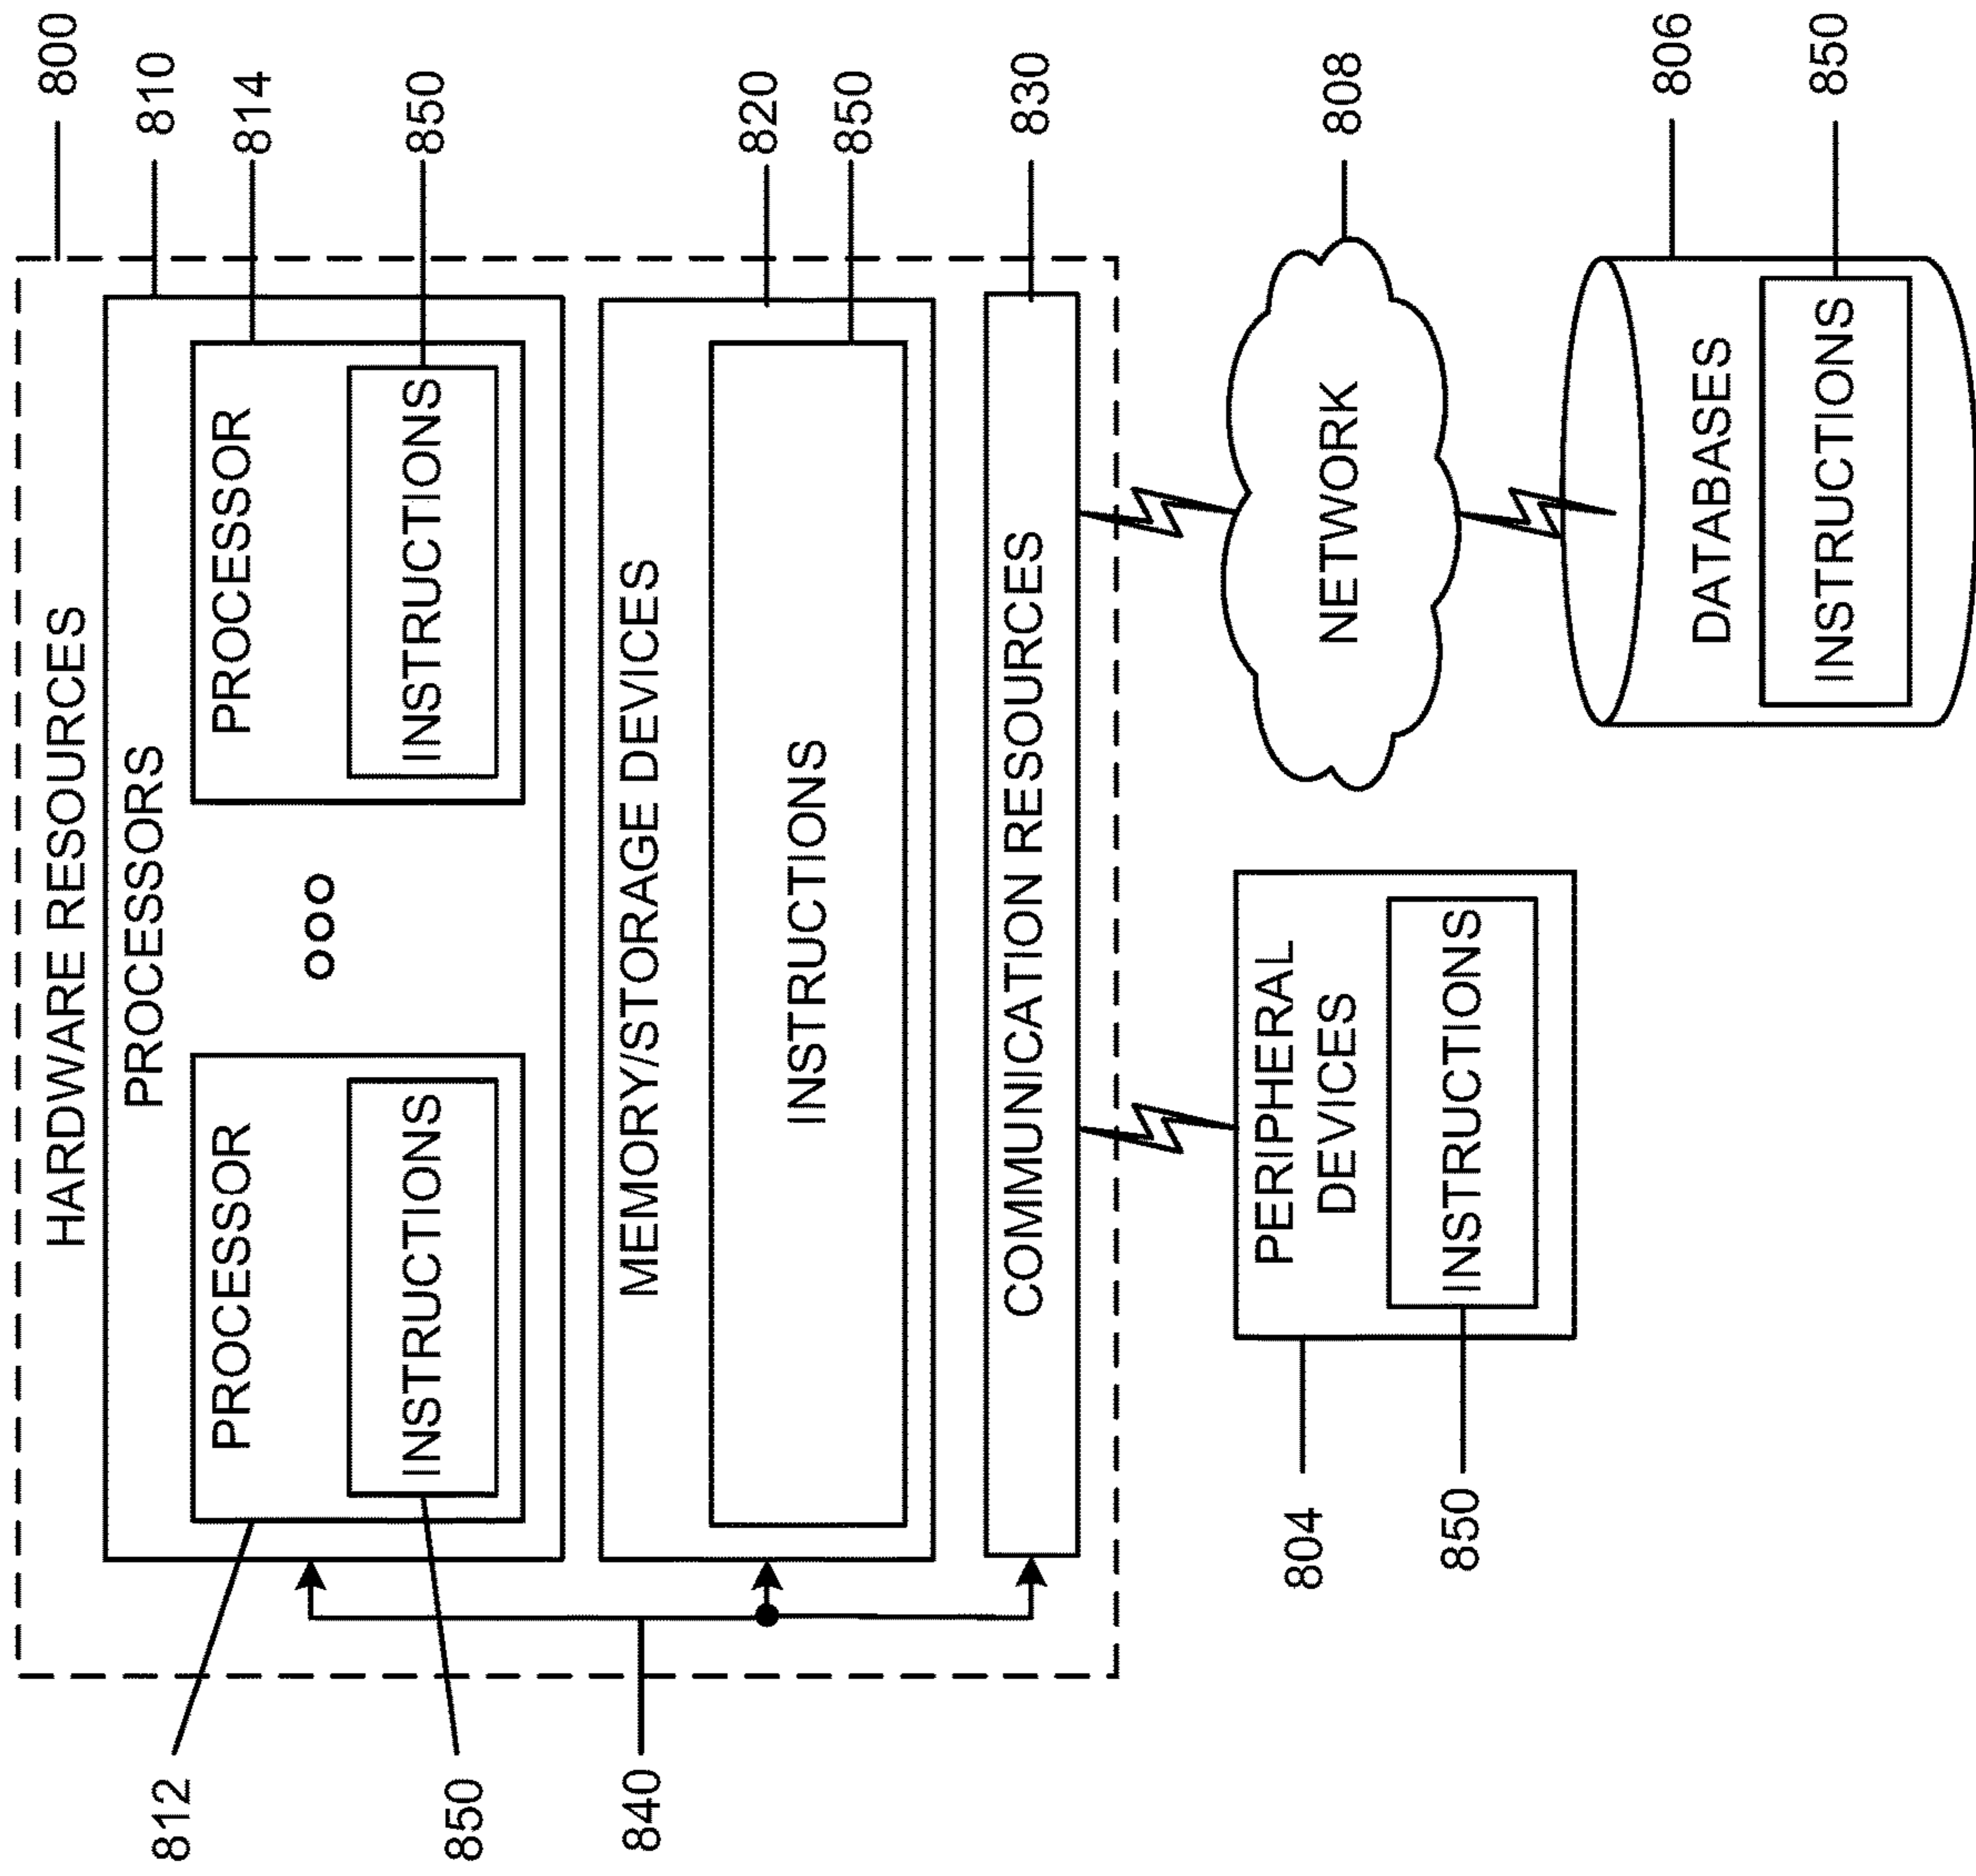 HARDWARE RESOURCES
800
PROCESSORS
810
812
PROCESSOR
PROCESSOR
814
850
INSTRUCTIONS
INSTRUCTIONS
850
840
MEMORY/STORAGE DEVICES
820
INSTRUCTIONS
850
COMMUNICATION RESOURCES
830
804
PERIPHERAL
DEVICES
850
INSTRUCTIONS
NETWORK
808
DATABASES
806
INSTRUCTIONS
850